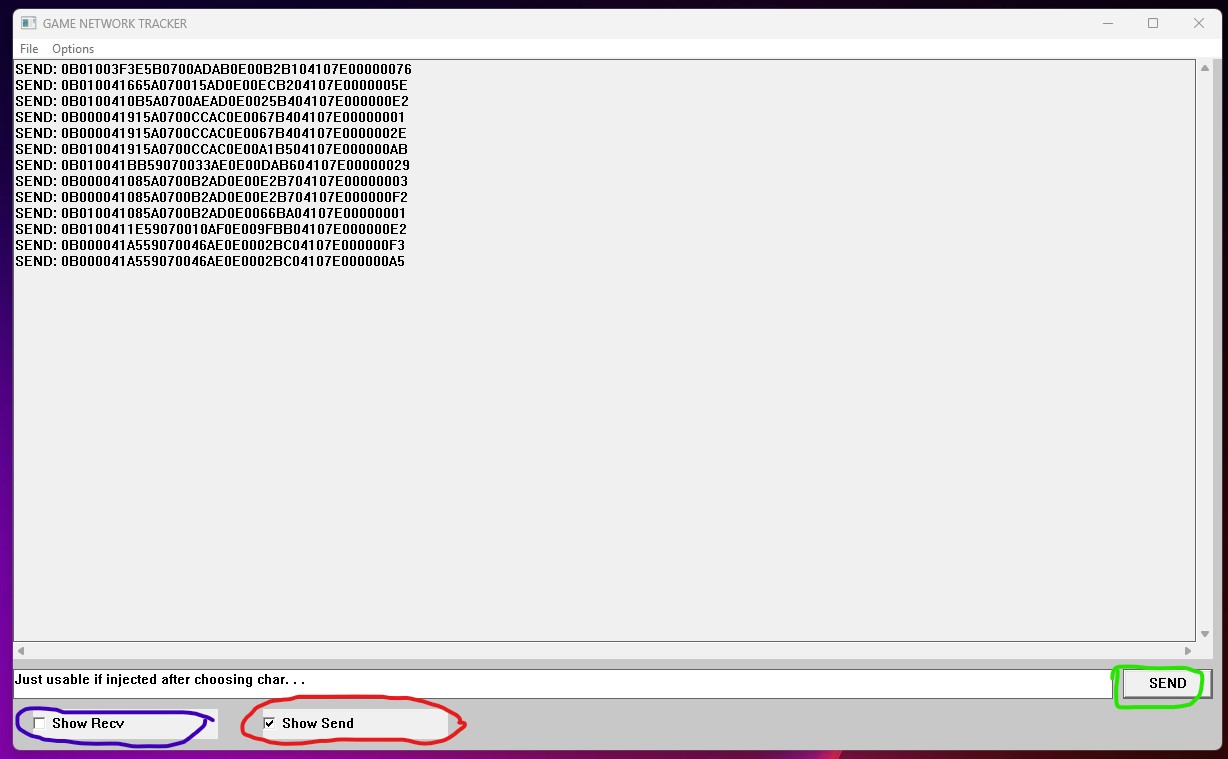 GAME NETWORK TRACKER
File Options
SEND: 0B01003F3E5B0700ADAB0E00B2B104107E00000076
SEND: 0B010041665A070015AD0E00ECB204107E0000005E
SEND: 0B0100410B5A0700AEAD0E0025B404107E000000E2
SEND: 0B000041915A0700CCAC0E0067B404107E00000001
SEND: 0B000041915A0700CCAC0E0067B404107E0000002E
SEND: 0B010041915A0700CCAC0E00A1B504107E000000AB
SEND: 0B010041BB59070033AE0E00DAB604107E00000029
SEND: 0B000041085A0700B2AD0E00E2B704107E00000003
SEND: 0B000041085A0700B2AD0E00E2B704107E000000F2
SEND: 0B010041085A0700B2AD0E0066BA04107E00000001
SEND: 0B0100411E59070010AF0E009FBB04107E000000E2
SEND: 0B000041A559070046AE0E0002BC04107E000000F3
SEND: 0B000041A559070046AE0E0002BC04107E000000A5
Just usable if injected after choosing char. . .
SEND
Show Recv
Show Send